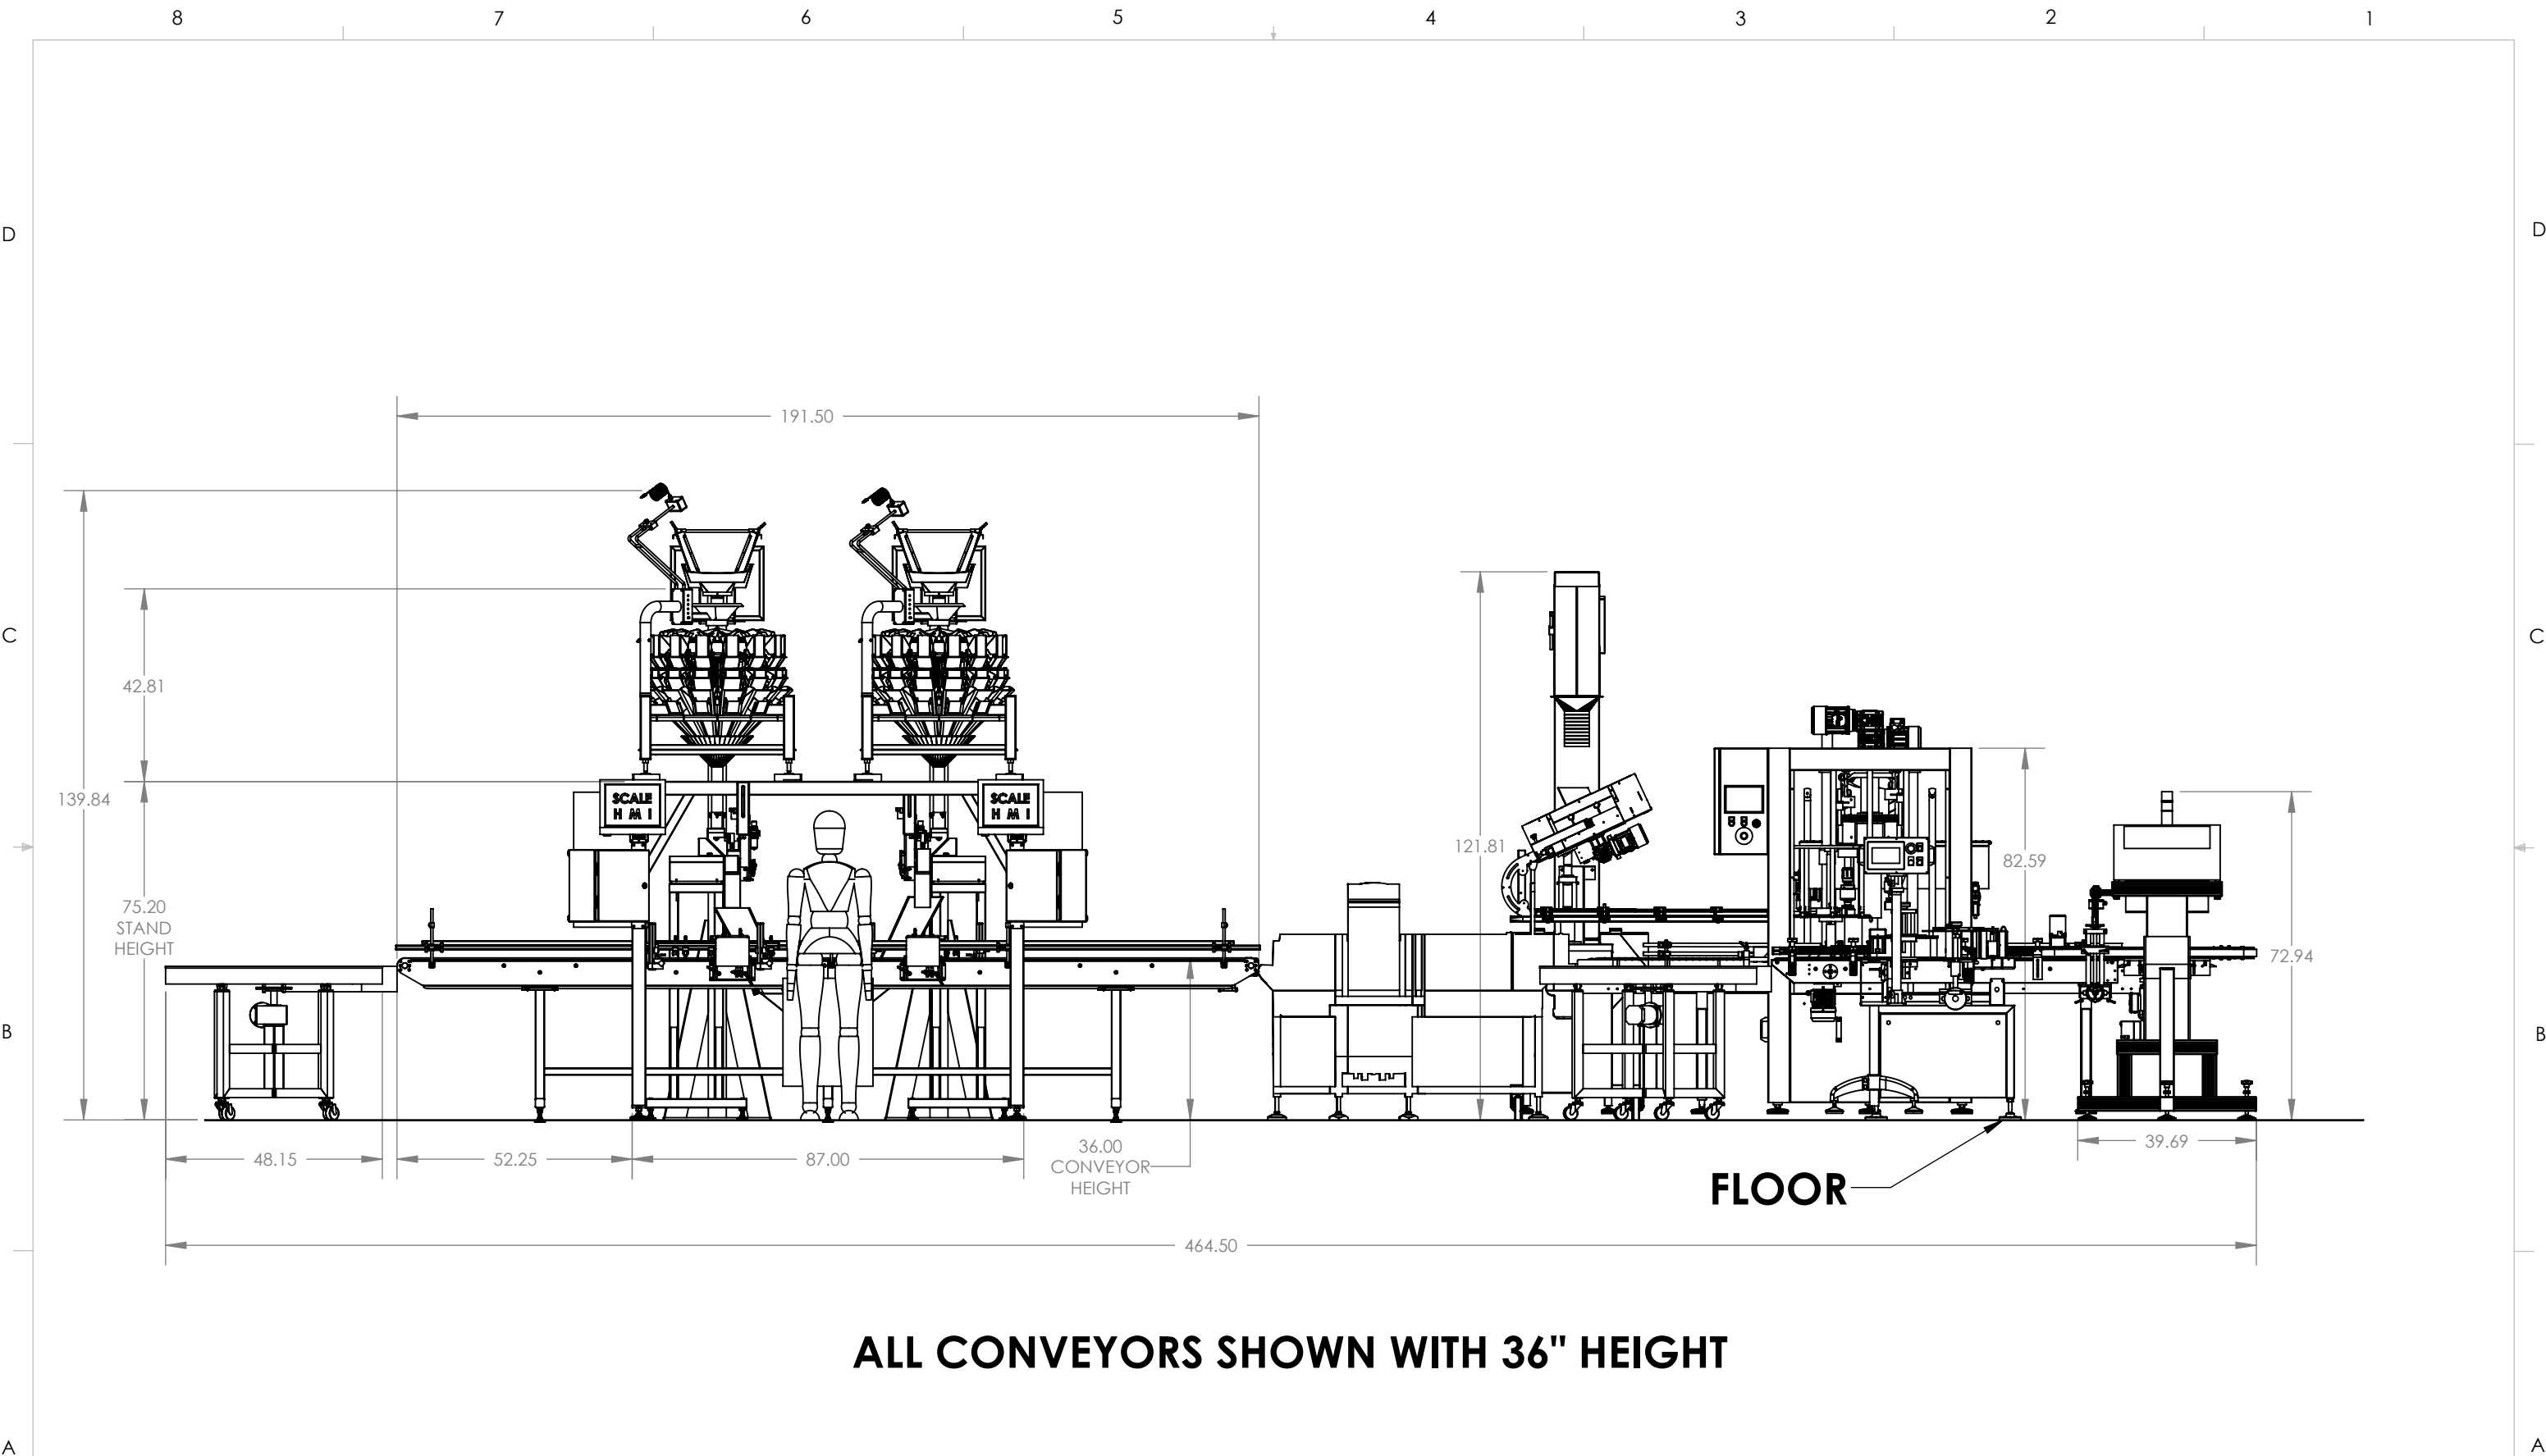 8 7 6 5 4 3 2 1
D D
191.50
C C
42.81
139.84
SCALE
H M I
SCALE
H M I
121.81
82.59
75.20
STAND
HEIGHT
72.94
B B
48.15
52.25
87.00
36.00
CONVEYOR
HEIGHT
39.69
FLOOR
464.50
ALL CONVEYORS SHOWN WITH 36" HEIGHT
A A